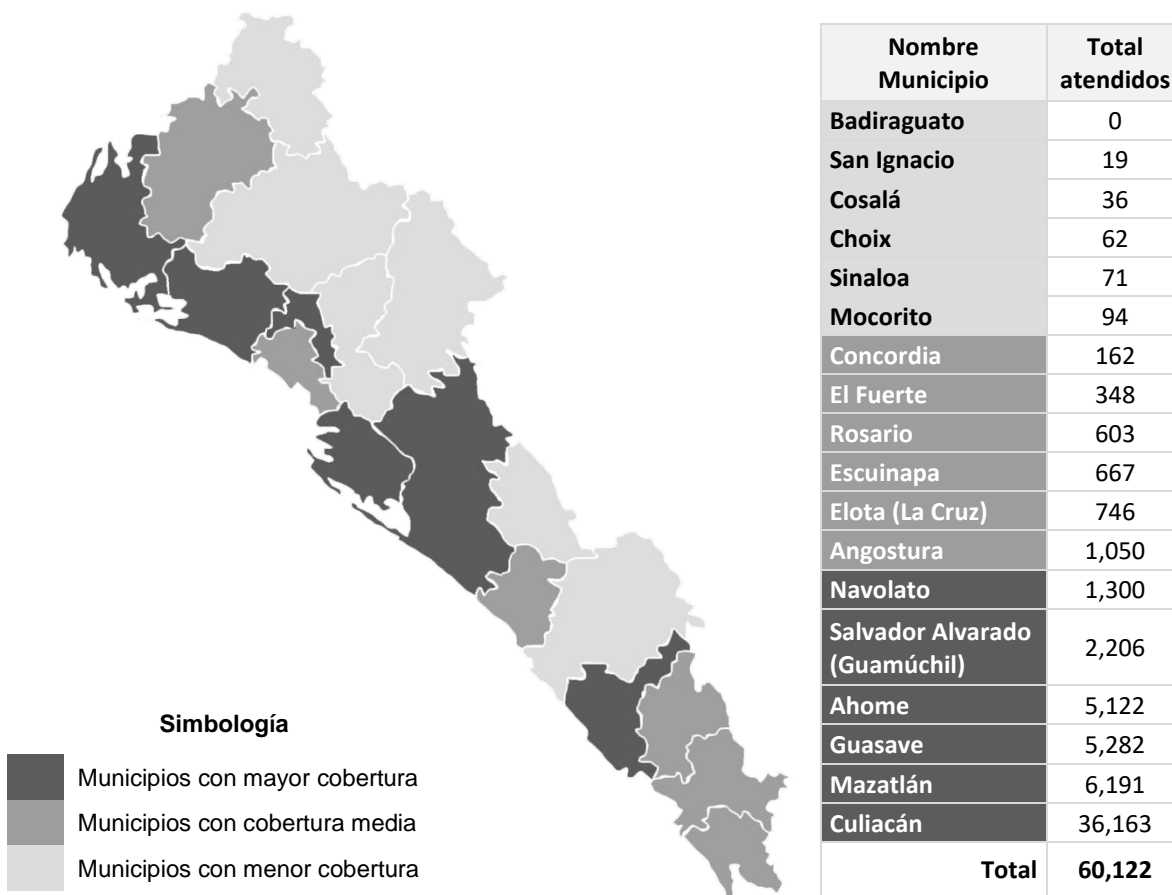 Nombre Municipio Total atendidos
Badiraguato 0
San Ignacio 19
Cosalá 36
Choix 62
Sinaloa 71
Mocorito 94
Concordia 162
El Fuerte 348
Rosario 603
Escuinapa 667
Elota (La Cruz) 746
Angostura 1,050
Navolato 1,300
Salvador Alvarado (Guamúchil) 2,206
Ahome 5,122
Guasave 5,282
Mazatlán 6,191
Culiacán 36,163
Total 60,122
Simbología
Municipios con mayor cobertura
Municipios con cobertura media
Municipios con menor cobertura